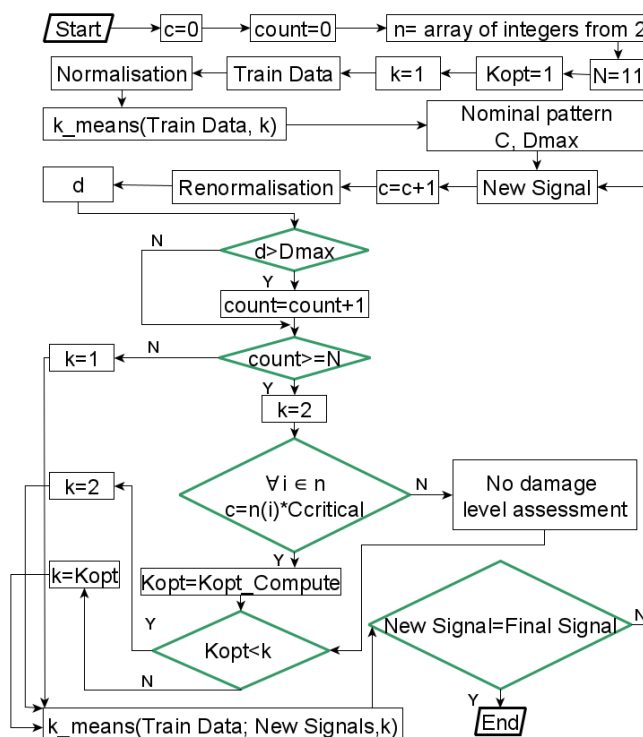 Start
c=0
count=0
n= array of integers from 2
Normalisation
Train Data
k=1
Kopt=1
N=11
k_means(Train Data, k)
Nominal pattern
C, Dmax
d
Renormalisation
c=c+1
New Signal
N
d>Dmax
Y
count=count+1
k=1
N
count>=N
Y
k=2
k=2
∀ i ∈ n
c=n(i)*Ccritical
N
No damage
level assessment
Y
k=Kopt
Kopt=Kopt_Compute
Y
Kopt<k
New Signal=Final Signal
N
N
Y
k_means(Train Data; New Signals,k)
End